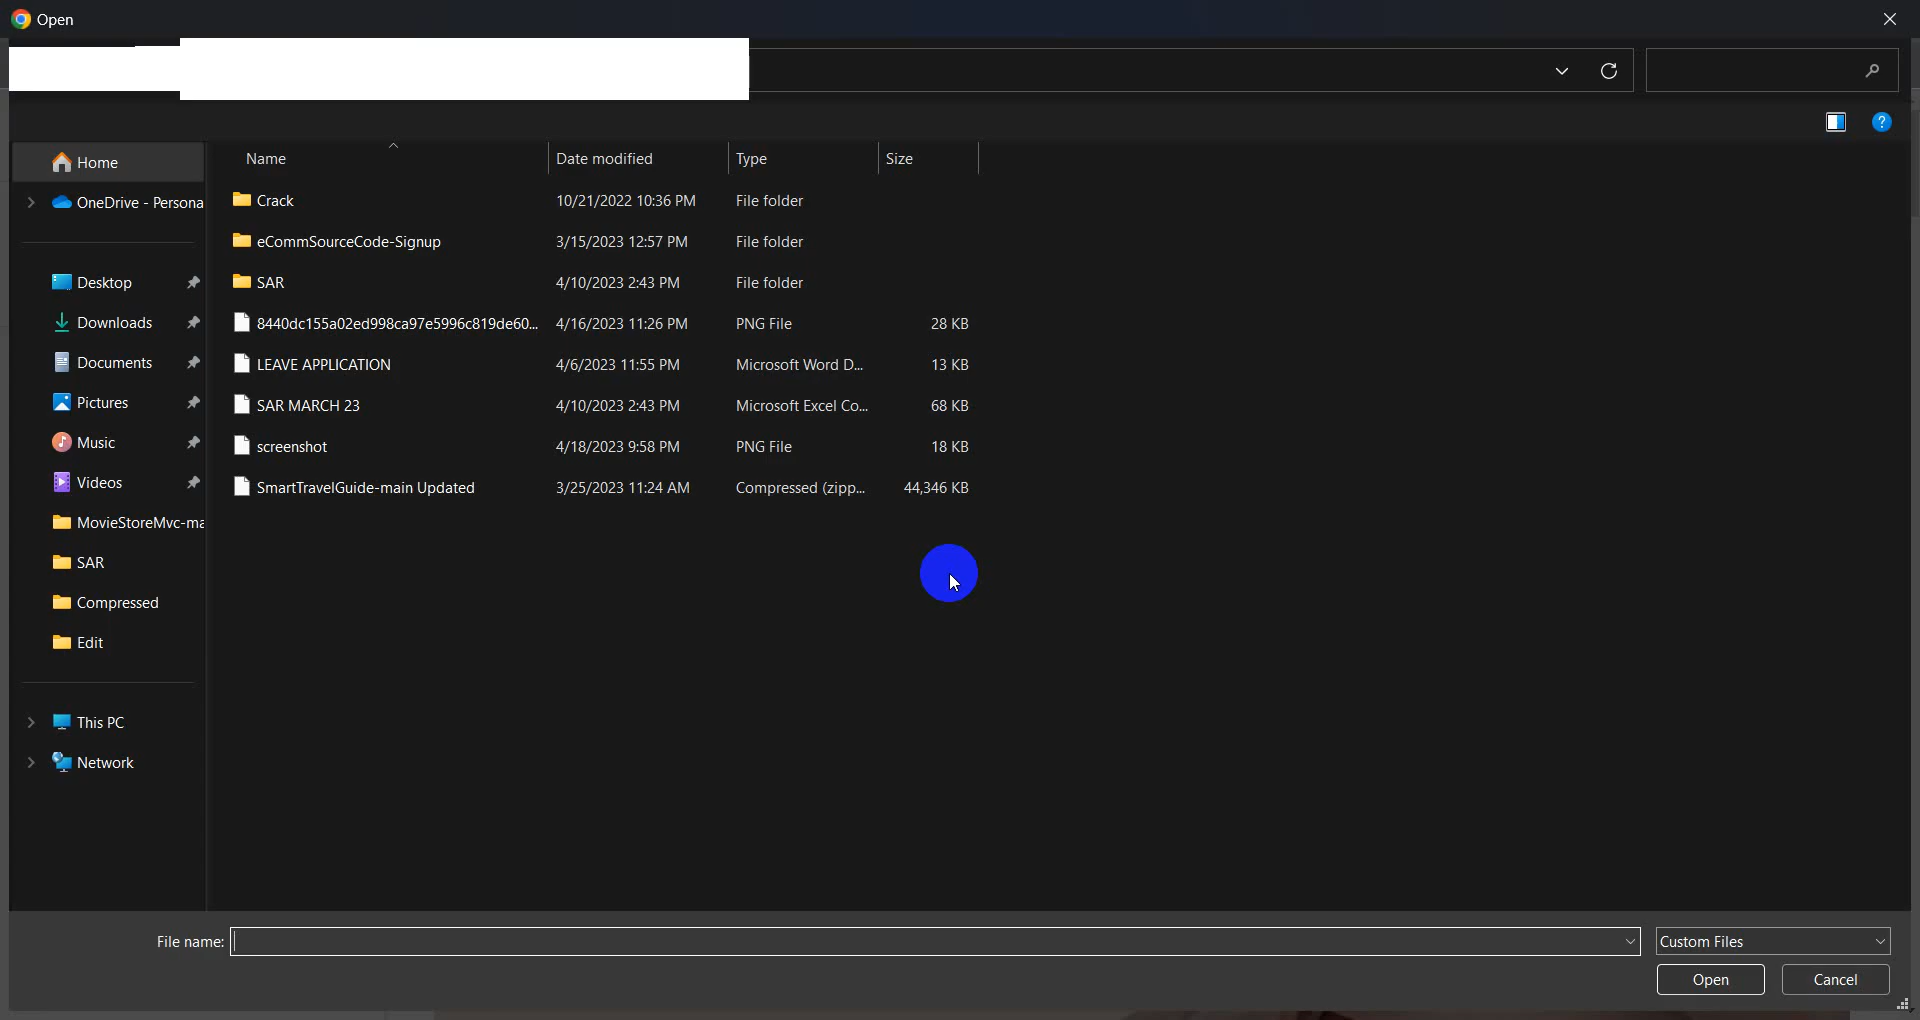 Open
Home
OneDrive - Persona
Desktop
Downloads
Documents
Pictures
Music
Videos
MovieStoreMvc-ma
SAR
Compressed
Edit
This PC
Network
Name Date modified Type Size
Crack 10/21/2022 10:36 PM File folder
eCommSourceCode-Signup 3/15/2023 12:57 PM File folder
SAR 4/10/2023 2:43 PM File folder
8440dc155a02ed998ca97e5996c819de60... 4/16/2023 11:26 PM PNG File 28 KB
LEAVE APPLICATION 4/6/2023 11:55 PM Microsoft Word D... 13 KB
SAR MARCH 23 4/10/2023 2:43 PM Microsoft Excel Co... 68 KB
screenshot 4/18/2023 9:58 PM PNG File 18 KB
SmartTravelGuide-main Updated 3/25/2023 11:24 AM Compressed (zipp... 44,346 KB
File name: Custom Files
Open Cancel